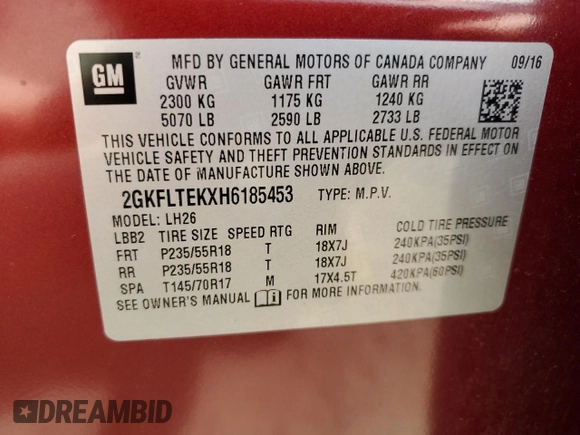 GM
MFD BY GENERAL MOTORS OF CANADA COMPANY 09/16
GVWR GAWR FRT GAWR RR
2300 KG 1175 KG 1240 KG
5070 LB 2590 LB 2733 LB
THIS VEHICLE CONFORMS TO ALL APPLICABLE U.S. FEDERAL MOTOR
VEHICLE SAFETY AND THEFT PREVENTION STANDARDS IN EFFECT ON
THE DATE OF MANUFACTURE SHOWN ABOVE.
2GKFLTEKXH6185453 TYPE: M.P.V.
MODEL: LH26
LBB2 TIRE SIZE SPEED RTG RIM COLD TIRE PRESSURE
FRT P235/55R18 T 18X7J 240KPA(35PSI)
RR P235/55R18 T 18X7J 240KPA(35PSI)
SPA T145/70R17 M 17X4.5T 420KPA(60PSI)
SEE OWNER'S MANUAL FOR MORE INFORMATION.
DREAMBID